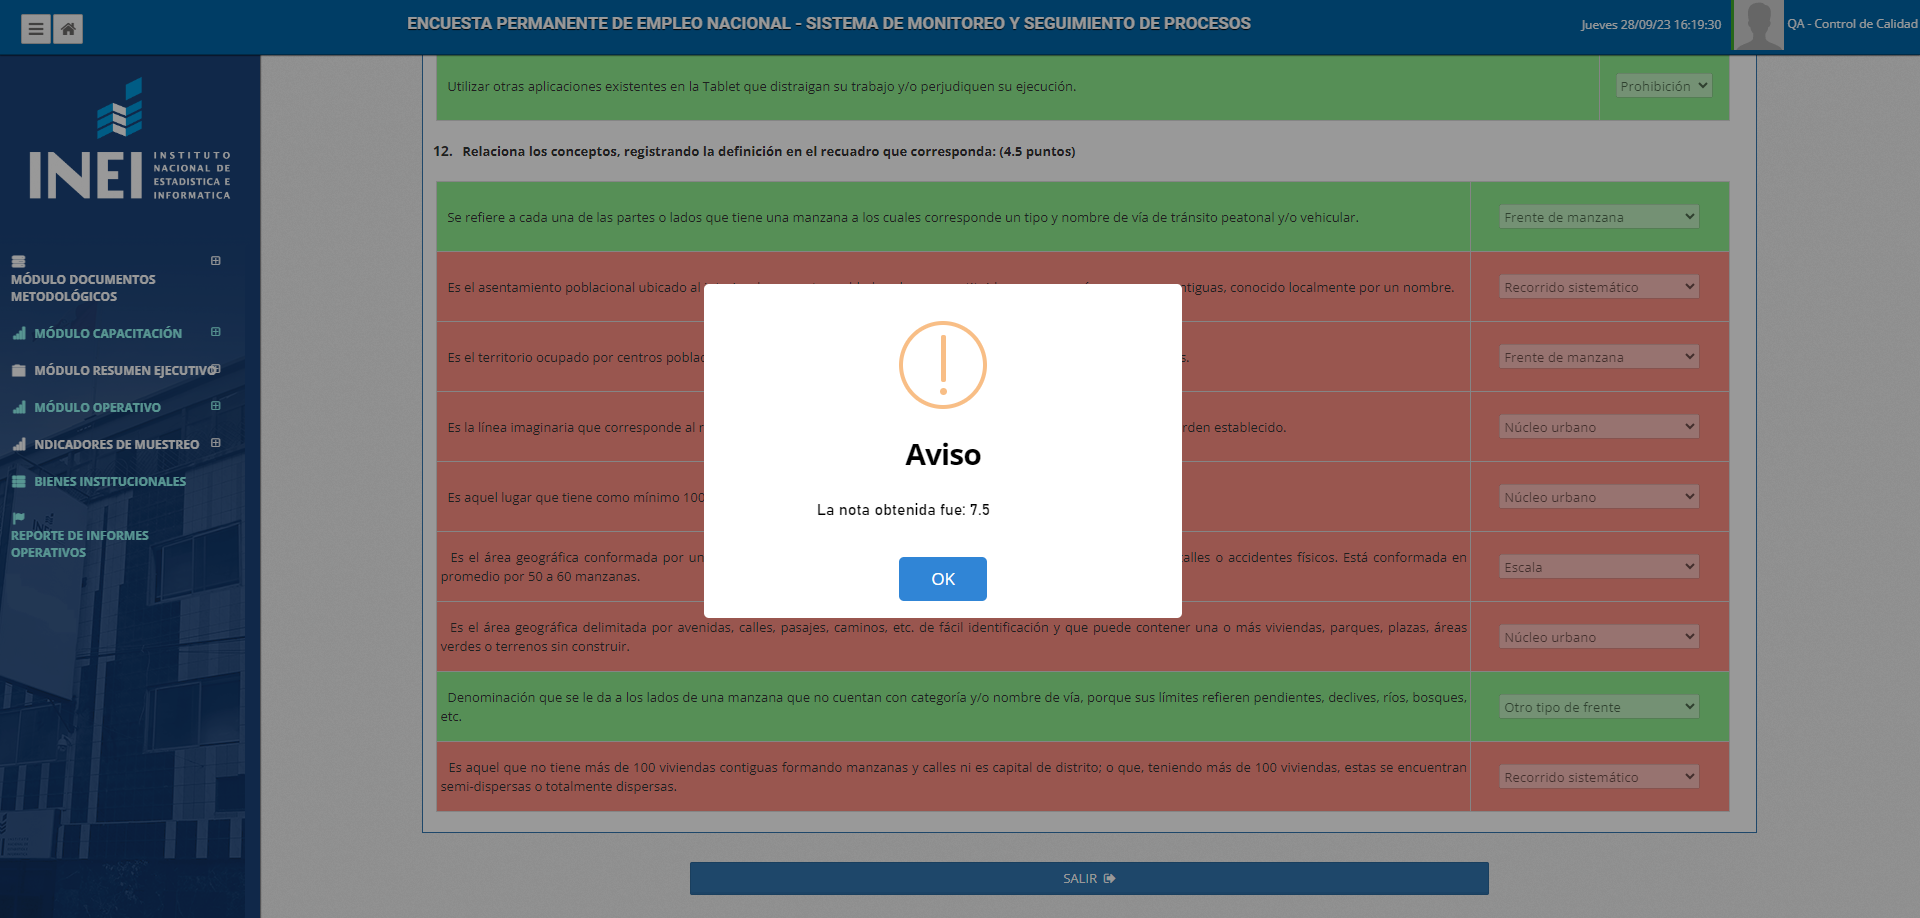 ENCUESTA PERMANENTE DE EMPLEO NACIONAL - SISTEMA DE MONITOREO Y SEGUIMIENTO DE PROCESOS
Jueves 28/09/23 16:19:30
QA - Control de Calidad
INEI
INSTITUTO
NACIONAL DE
ESTADISTICA E
INFORMATICA
MÓDULO DOCUMENTOS
METODOLÓGICOS
MÓDULO CAPACITACIÓN
MÓDULO RESUMEN EJECUTIVO
MÓDULO OPERATIVO
NDICADORES DE MUESTREO
BIENES INSTITUCIONALES
REPORTE DE INFORMES
OPERATIVOS
Utilizar otras aplicaciones existentes en la Tablet que distraigan su trabajo y/o perjudiquen su ejecución.
Prohibición
12. Relaciona los conceptos, registrando la definición en el recuadro que corresponda: (4.5 puntos)
Se refiere a cada una de las partes o lados que tiene una manzana a los cuales corresponde un tipo y nombre de vía de tránsito peatonal y/o vehicular.
Frente de manzana
Es el asentamiento poblacional ubicado al
ntiguas, conocido localmente por un nombre.
Recorrido sistemático
Es el territorio ocupado por centros poblac
s.
Frente de manzana
Es la línea imaginaria que corresponde al r
rden establecido.
Núcleo urbano
Es aquel lugar que tiene como mínimo 100
Núcleo urbano
Es el área geográfica conformada por un
alles o accidentes físicos. Está conformada en
promedio por 50 a 60 manzanas.
Escala
Es el área geográfica delimitada por avenidas, calles, pasajes, caminos, etc. de fácil identificación y que puede contener una o más viviendas, parques, plazas, áreas
verdes o terrenos sin construir.
Núcleo urbano
Denominación que se le da a los lados de una manzana que no cuentan con categoría y/o nombre de vía, porque sus límites refieren pendientes, declives, ríos, bosques,
etc.
Otro tipo de frente
Es aquel que no tiene más de 100 viviendas contiguas formando manzanas y calles ni es capital de distrito; o que, teniendo más de 100 viviendas, estas se encuentran
semi-dispersas o totalmente dispersas.
Recorrido sistemático
Aviso
La nota obtenida fue: 7.5
OK
SALIR